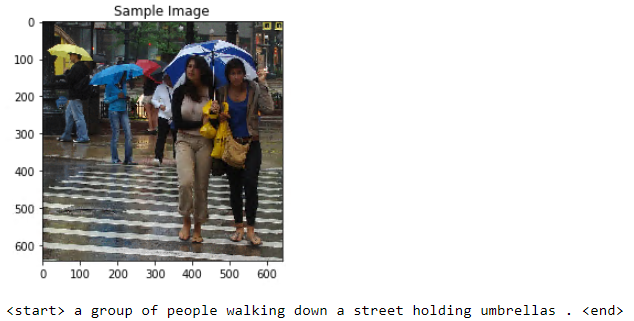 Sample Image
0
100
200
300
400
500
600
0 100 200 300 400 500 600
<start> a group of people walking down a street holding umbrellas . <end>